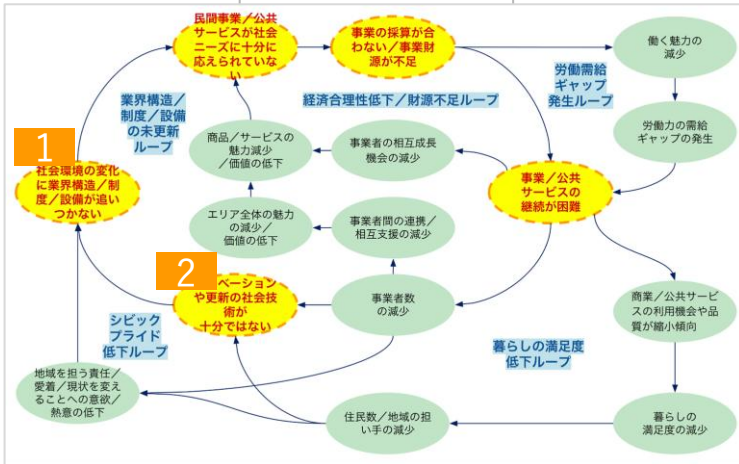 民間事業／公共
サービスが社会
ニーズに十分に
応えられていな
い
事業の採算が合
わない／事業財
源が不足
働く魅力の
減少
労働需給
ギャップ
発生ループ
業界構造／
制度／設備
の未更新
ループ
経済合理性低下／財源不足ループ
商品／サービスの
魅力減少
／価値の低下
事業者の相互成長
機会の減少
労働力の需給
ギャップの発生
1
社会環境の変化
に業界構造／制
度／設備が追い
つかない
事業／公共
サービスの
継続が困難
エリア全体の魅力
の減少／
価値の低下
事業者間の連携／
相互支援の減少
2
ベーション
や更新の社会技術
が
十分ではない
事業者数
の減少
商業／公共サービ
スの利用機会や品
質が縮小傾向
シビック
プライド
低下ループ
暮らしの満足度
低下ループ
地域を担う責任／
愛着／現状を変え
ることへの意欲／
熱意の低下
住民数／地域の担
い手の減少
暮らしの
満足度の減少